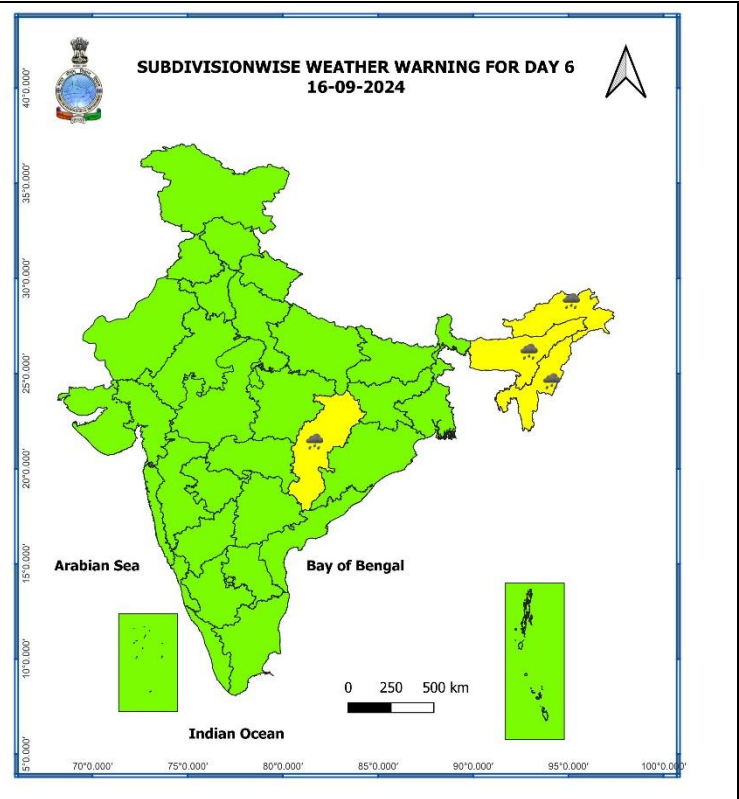 SUBDIVISIONWISE WEATHER WARNING FOR DAY 6
16-09-2024
40°0.000'
35°0.000'
30°0.000'
25°0.000'
20°0.000'
15°0.000'
10°0.000'
5°0.000'
Arabian Sea
Bay of Bengal
0 250 500 km
Indian Ocean
70°0.000' 75°0.000' 80°0.000' 85°0.000' 90°0.000' 95°0.000' 100°0.000'